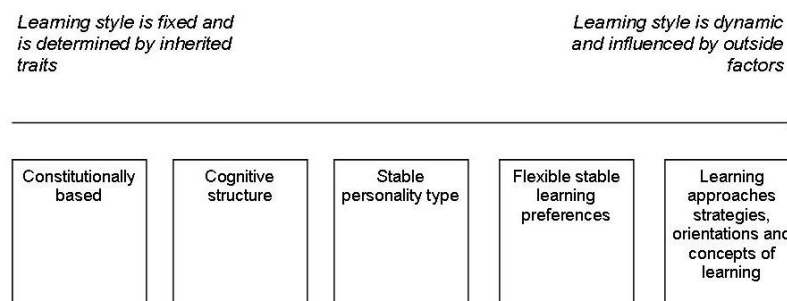 Learning style is fixed and
is determined by inherited
traits
Learning style is dynamic
and influenced by outside
factors
Constitutionally
based
Cognitive
structure
Stable
personality type
Flexible stable
learning
preferences
Learning
approaches
strategies,
orientations and
concepts of
learning